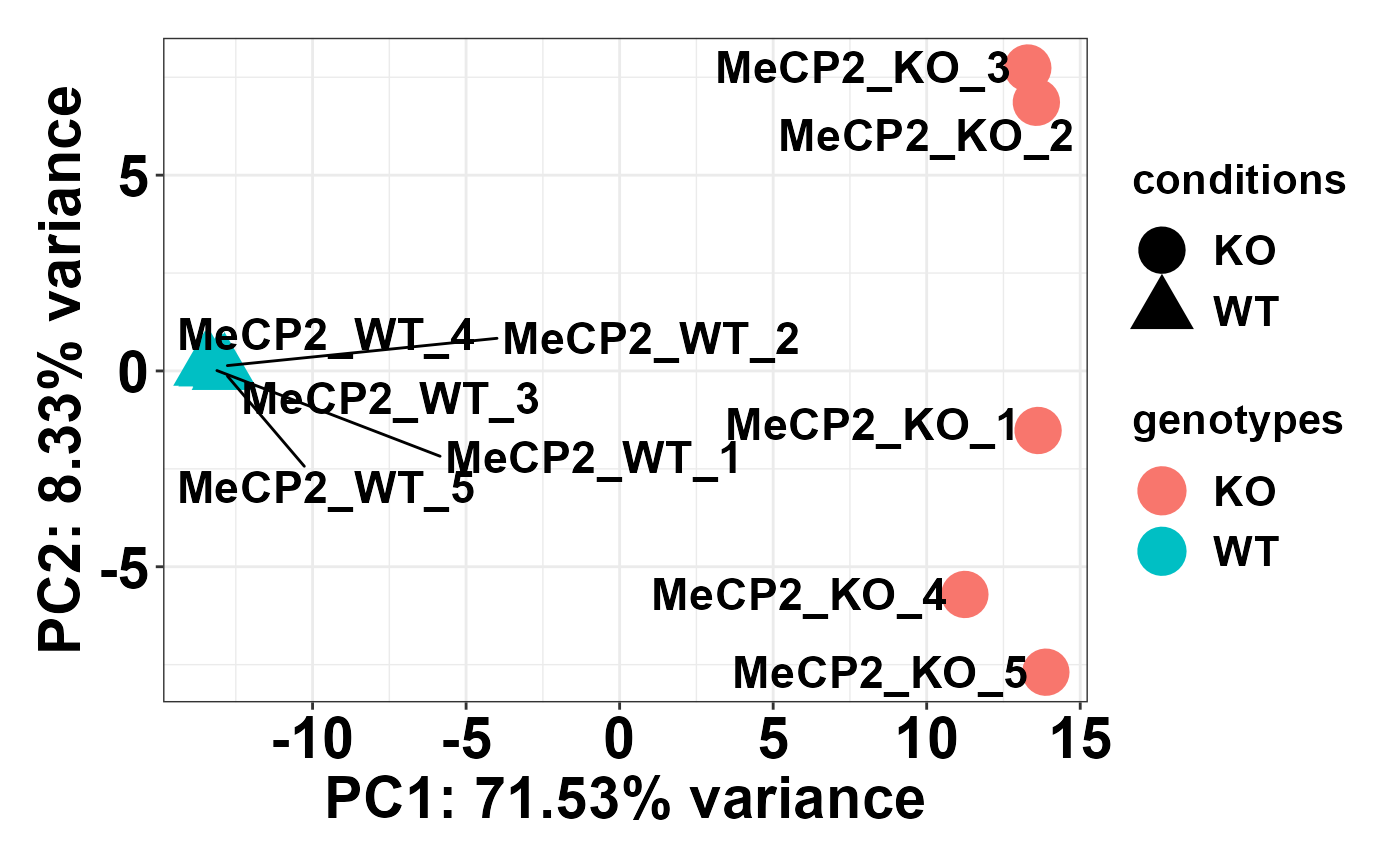 MeCP2_KO_3
MeCP2_KO_2
5
MeCP2_WT_4
MeCP2_WT_2
0
MeCP2_WT_3
MeCP2_KO_1
MeCP2_WT_1
MeCP2_WT_5
-5
MeCP2_KO_4
MeCP2_KO_5
PC2: 8.33% variance
-10 -5 0 5 10 15
PC1: 71.53% variance
conditions
KO
WT
genotypes
KO
WT